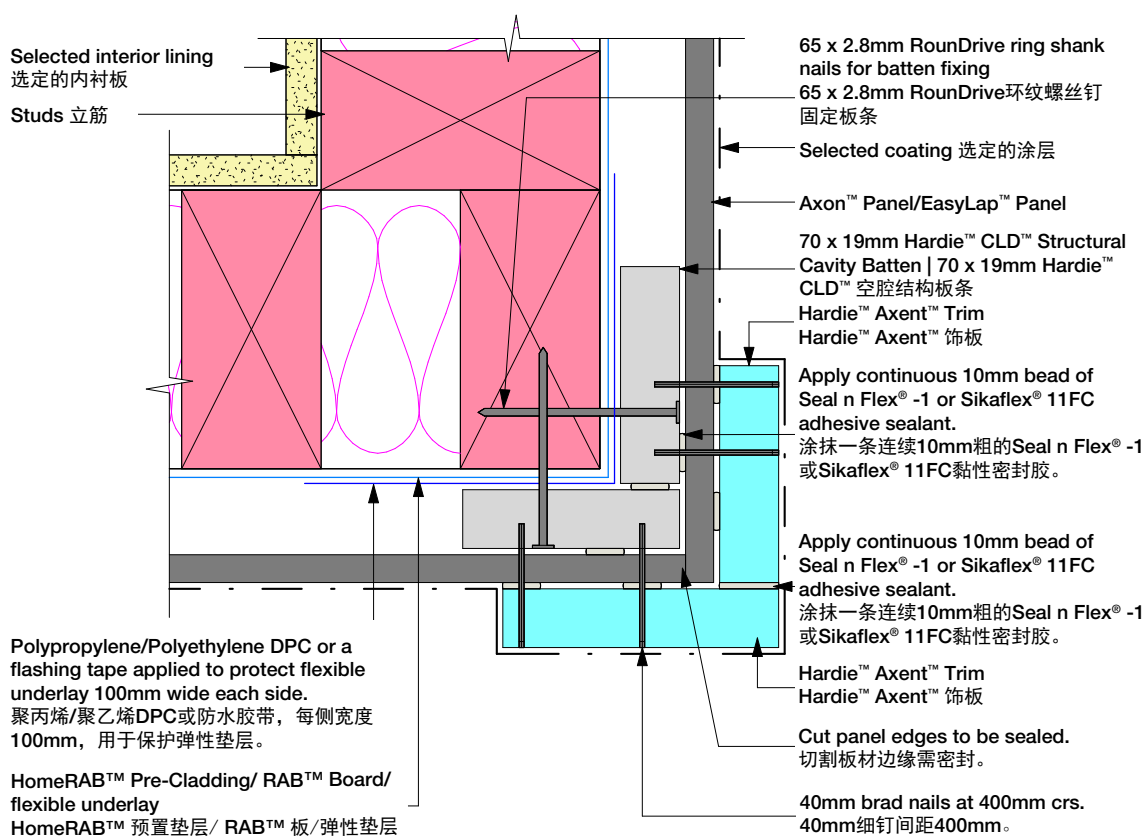 Selected interior lining
选定的内衬板
Studs 立筋
Polypropylene/Polyethylene DPC or a
flashing tape applied to protect flexible
underlay 100mm wide each side.
聚丙烯/聚乙烯DPC或防水胶带，每侧宽度
100mm，用于保护弹性垫层。
HomeRAB™ Pre-Cladding/ RAB™ Board/
flexible underlay
HomeRAB™ 预置垫层/ RAB™ 板/弹性垫层
65 x 2.8mm RounDrive ring shank
nails for batten fixing
65 x 2.8mm RounDrive环纹螺丝钉
固定板条
Selected coating 选定的涂层
Axon™ Panel/EasyLap™ Panel
70 x 19mm Hardie™ CLD™ Structural
Cavity Batten | 70 x 19mm Hardie™
CLD™ 空腔结构板条
Hardie™ Axent™ Trim
Hardie™ Axent™ 饰板
Apply continuous 10mm bead of
Seal n Flex® -1 or Sikaflex® 11FC
adhesive sealant.
涂抹一条连续10mm粗的Seal n Flex® -1
或Sikaflex® 11FC黏性密封胶。
Apply continuous 10mm bead of
Seal n Flex® -1 or Sikaflex® 11FC
adhesive sealant.
涂抹一条连续10mm粗的Seal n Flex® -1
或Sikaflex® 11FC黏性密封胶。
Hardie™ Axent™ Trim
Hardie™ Axent™ 饰板
Cut panel edges to be sealed.
切割板材边缘需密封。
40mm brad nails at 400mm crs.
40mm细钉间距400mm。